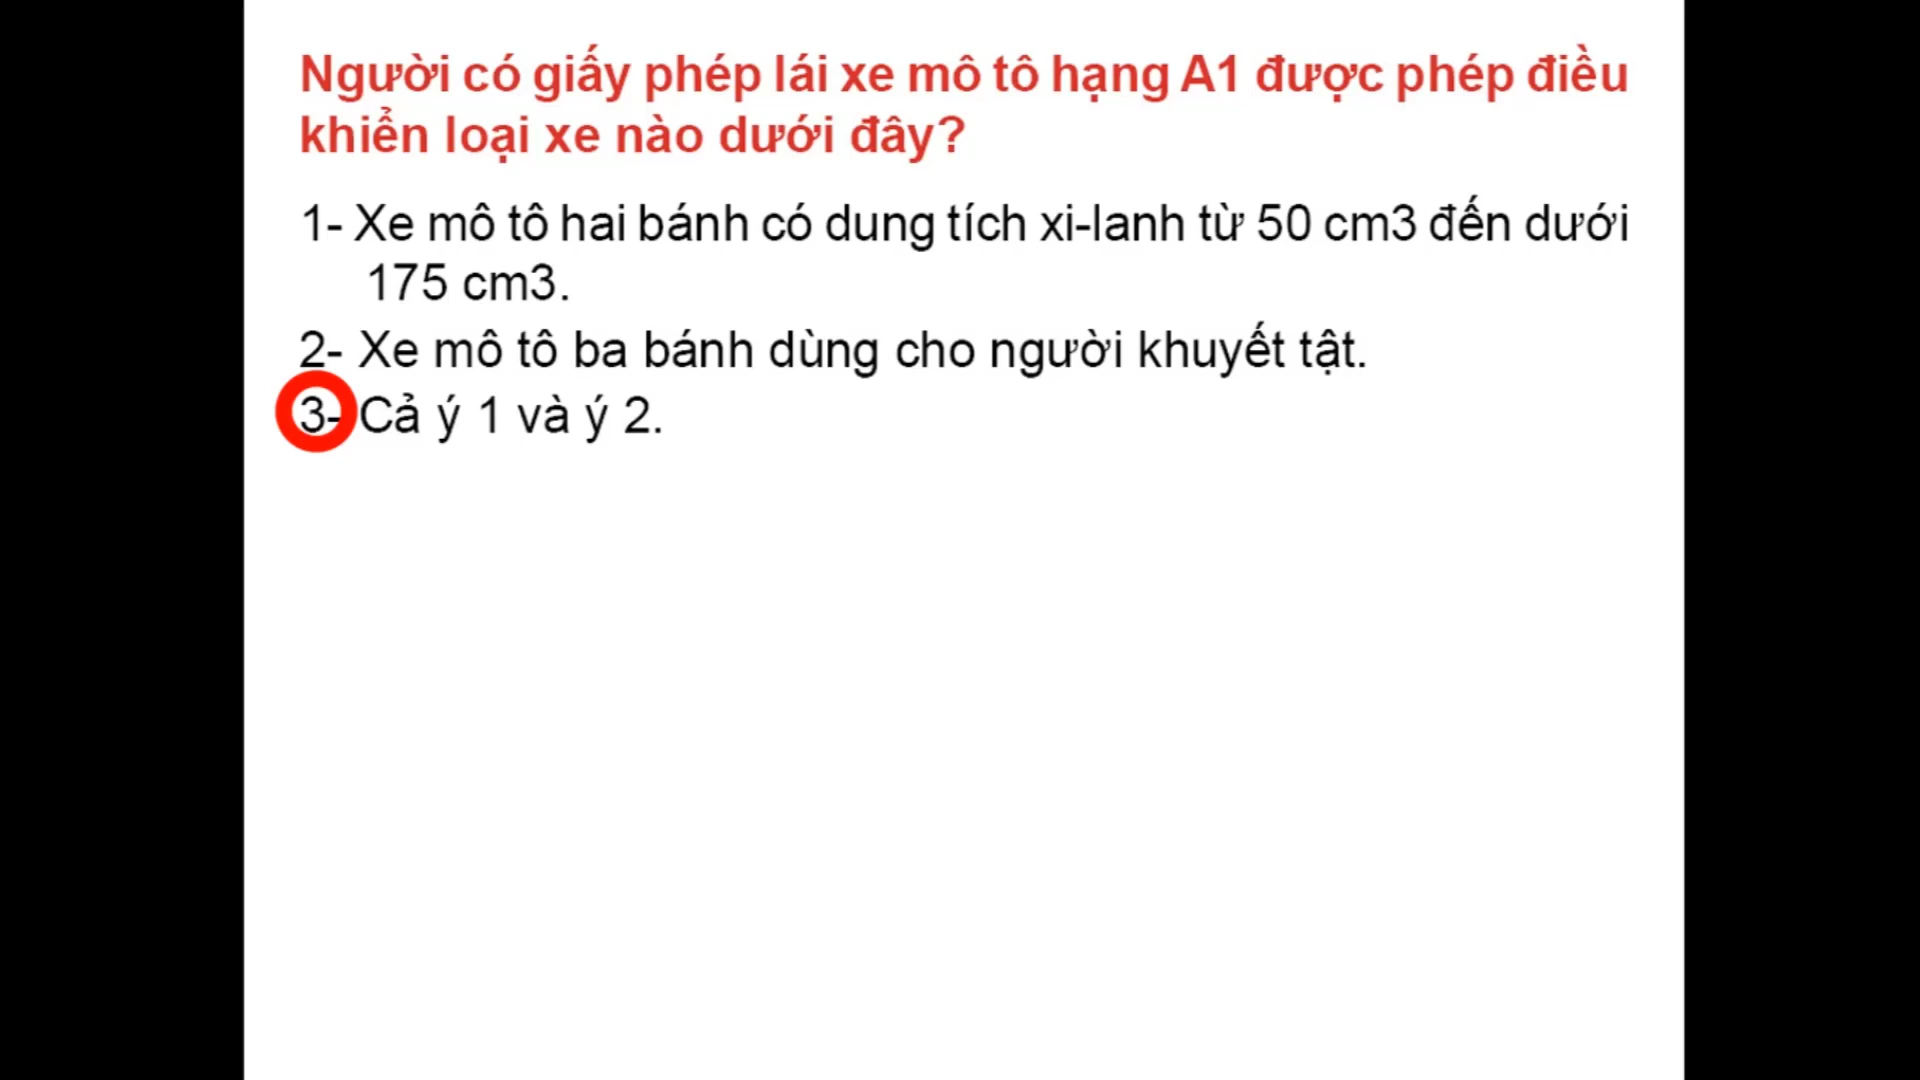 Người có giấy phép lái xe mô tô hạng A1 được phép điều
khiển loại xe nào dưới đây?
1- Xe mô tô hai bánh có dung tích xi-lanh từ 50 cm3 đến dưới
175 cm3.
2- Xe mô tô ba bánh dùng cho người khuyết tật.
3- Cả ý 1 và ý 2.